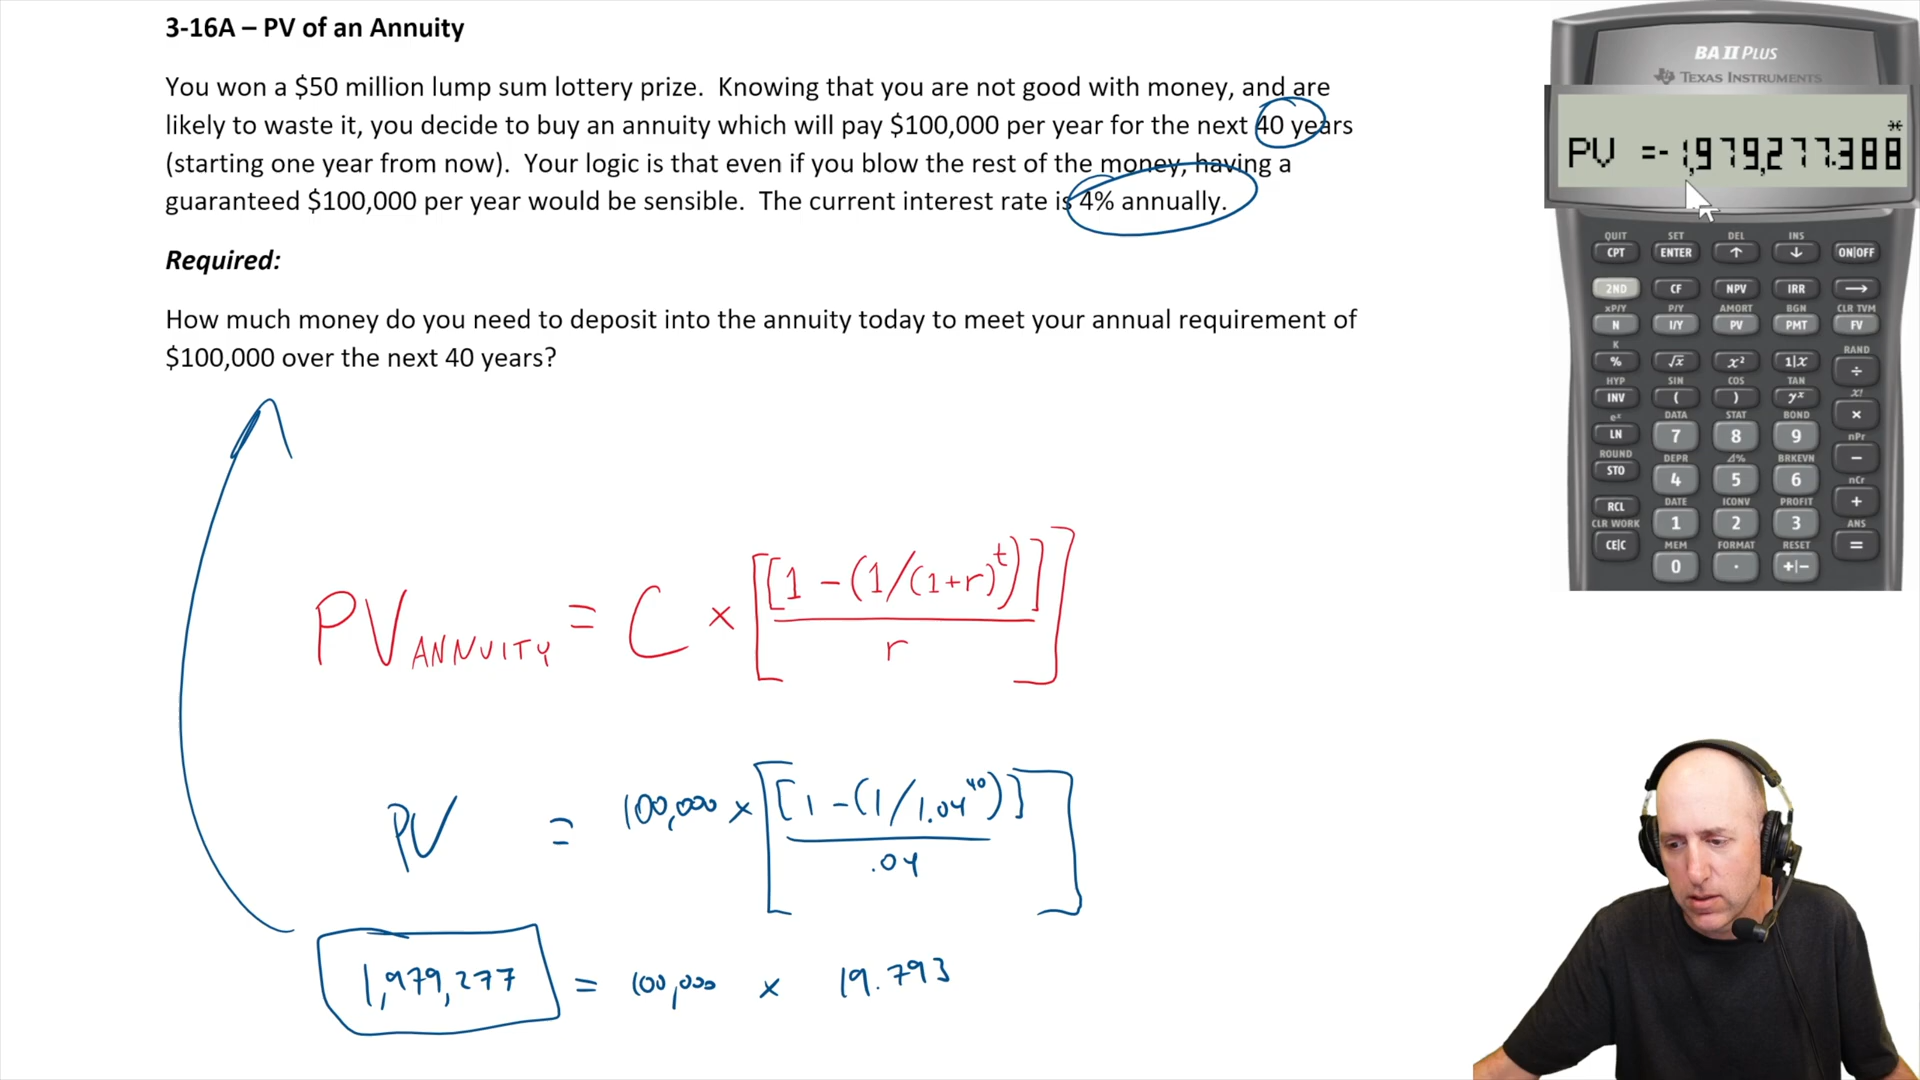 3-16A – PV of an Annuity
You won a $50 million lump sum lottery prize. Knowing that you are not good with money, and are
likely to waste it, you decide to buy an annuity which will pay $100,000 per year for the next 40 years
(starting one year from now). Your logic is that even if you blow the rest of the money, having a
guaranteed $100,000 per year would be sensible. The current interest rate is 4% annually.
Required:
How much money do you need to deposit into the annuity today to meet your annual requirement of
$100,000 over the next 40 years?
PV ANNUITY = C × [[1 - (1/(1+r)^t)] / r]
PV = 100,000 × [[1 - (1/1.04^40)] / .04]
1,979,277 = 100,000 × 19.793
BA II PLUS
TEXAS INSTRUMENTS
PV =-1,979,277.388
QUIT SET DEL INS
CPT ENTER ↑ ↓ ON|OFF
2ND CF NPV IRR →
xP/Y P/Y AMORT BGN CLR TVM
N I/Y PV PMT FV
K RAND
% √x x² 1|x ÷
HYP SIN COS TAN x!
INV ( ) yˣ ×
eˣ DATA STAT BOND nPr
LN 7 8 9 −
ROUND DEPR Δ% BRKEVN nCr
STO 4 5 6 +
DATE ICONV PROFIT
RCL 1 2 3
CLR WORK ANS
MEM FORMAT RESET
CE|C 0 . +|− =